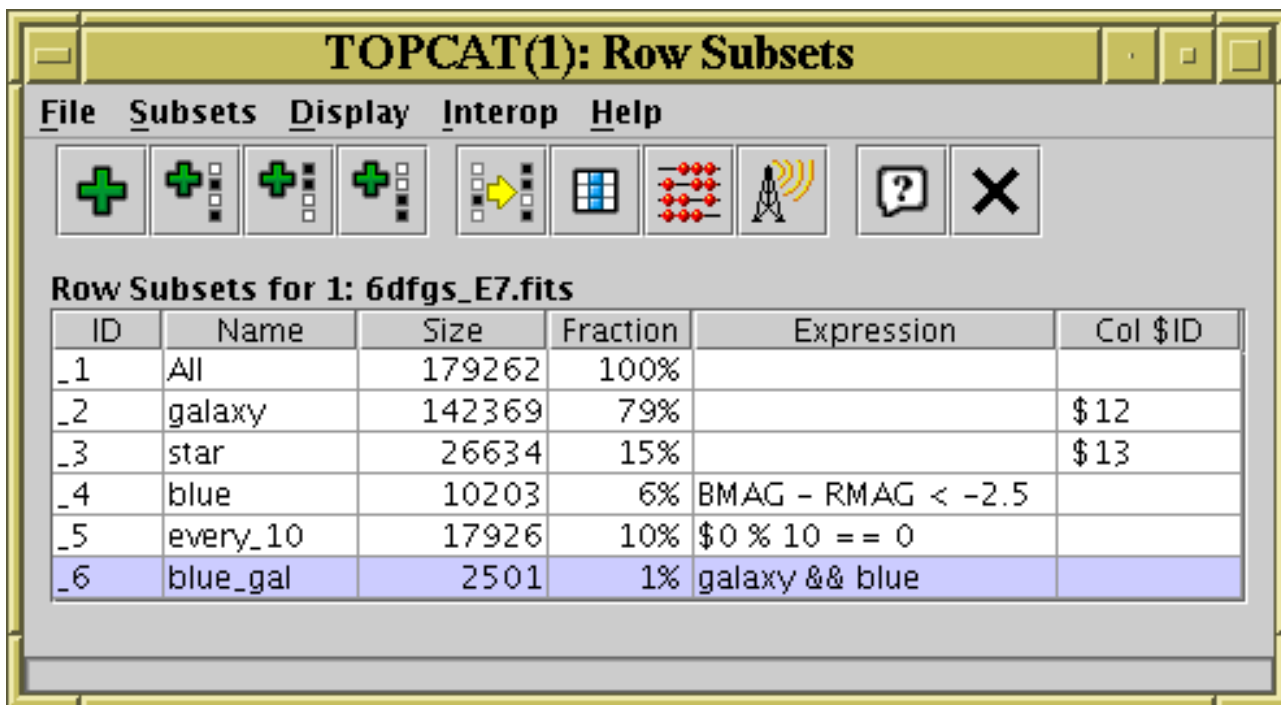 TOPCAT(1): Row Subsets
File Subsets Display Interop Help
?
Row Subsets for 1: 6dfgs_E7.fits
ID Name Size Fraction Expression Col $ID
_1 All 179262 100%
_2 galaxy 142369 79% $12
_3 star 26634 15% $13
_4 blue 10203 6% BMAG - RMAG < -2.5
_5 every_10 17926 10% $0 % 10 == 0
_6 blue_gal 2501 1% galaxy && blue